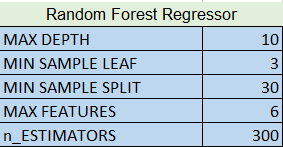 Random Forest Regressor
MAX DEPTH 10
MIN SAMPLE LEAF 3
MIN SAMPLE SPLIT 30
MAX FEATURES 6
n_ESTIMATORS 300